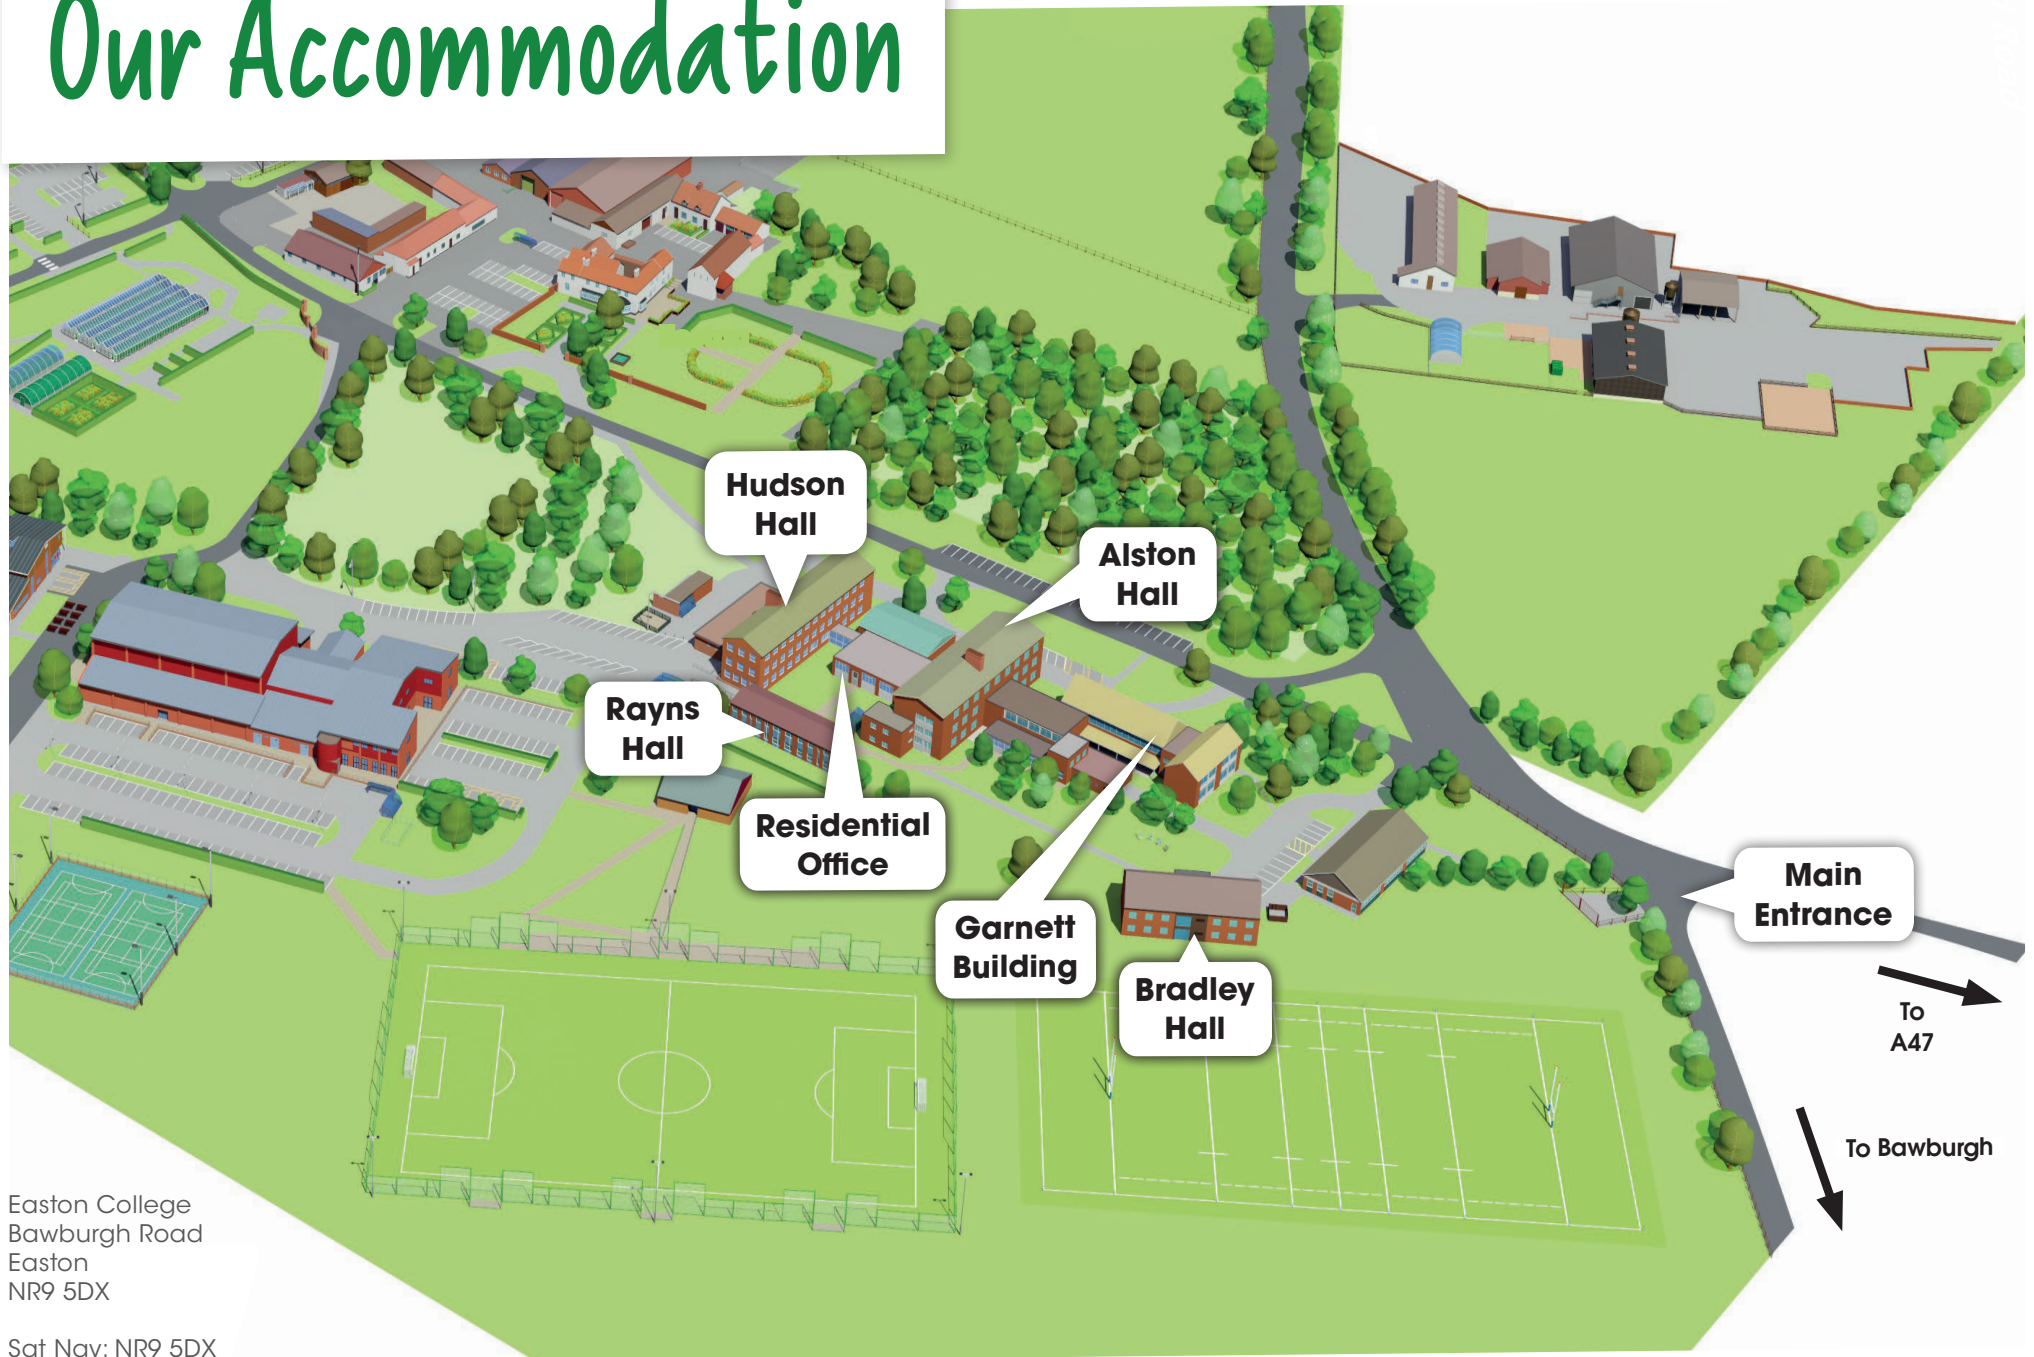 Our Accommodation
Hudson
Hall
Alston
Hall
Rayns
Hall
Residential
Office
Garnett
Building
Bradley
Hall
Main
Entrance
To
A47
To Bawburgh
Easton College
Bawburgh Road
Easton
NR9 5DX
Sat Nav: NR9 5DX